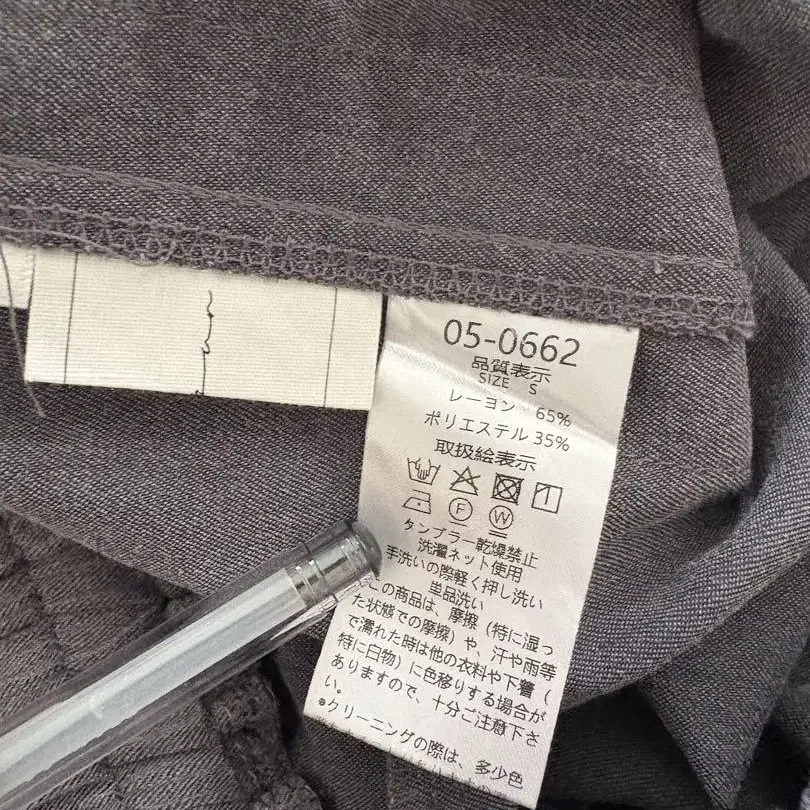 05-0662
品質表示
SIZE S
レーヨン 65%
ポリエステル 35%
取扱絵表示
F W
タンブラー乾燥禁止
洗濯ネット使用
手洗いの際軽く押し洗い
単品洗い
この商品は、摩擦（特に湿っ
た状態での摩擦）や、汗や雨等
で濡れた時は他の衣料や下着（
特に白物）に色移りする場合が
ありますので、十分ご注意下さ
い。
※クリーニングの際は、多少色